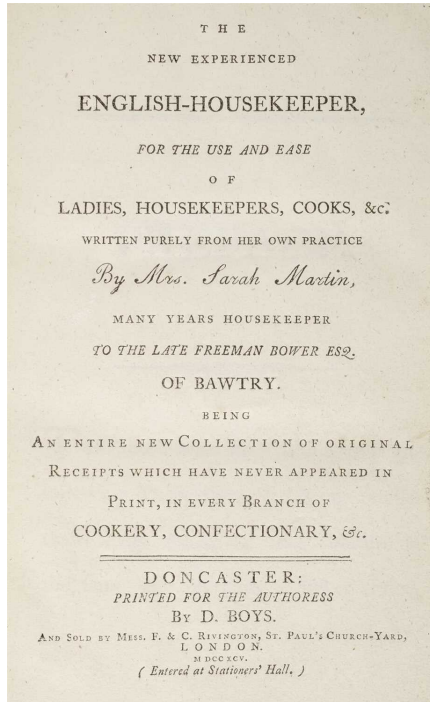 THE
NEW EXPERIENCED
ENGLISH-HOUSEKEEPER,
FOR THE USE AND EASE
OF
LADIES, HOUSEKEEPERS, COOKS, &c.
WRITTEN PURELY FROM HER OWN PRACTICE
By Mrs. Sarah Martin,
MANY YEARS HOUSEKEEPER
TO THE LATE FREEMAN BOWER ESQ.
OF BAWTRY.
BEING
AN ENTIRE NEW COLLECTION OF ORIGINAL
RECEIPTS WHICH HAVE NEVER APPEARED IN
PRINT, IN EVERY BRANCH OF
COOKERY, CONFECTIONARY, &c.
DONCASTER:
PRINTED FOR THE AUTHORESS
BY D. BOYS.
AND SOLD BY MESS. F. & C. RIVINGTON, ST. PAUL'S CHURCH-YARD,
LONDON.
M DCC XCV.
( Entered at Stationers' Hall. )